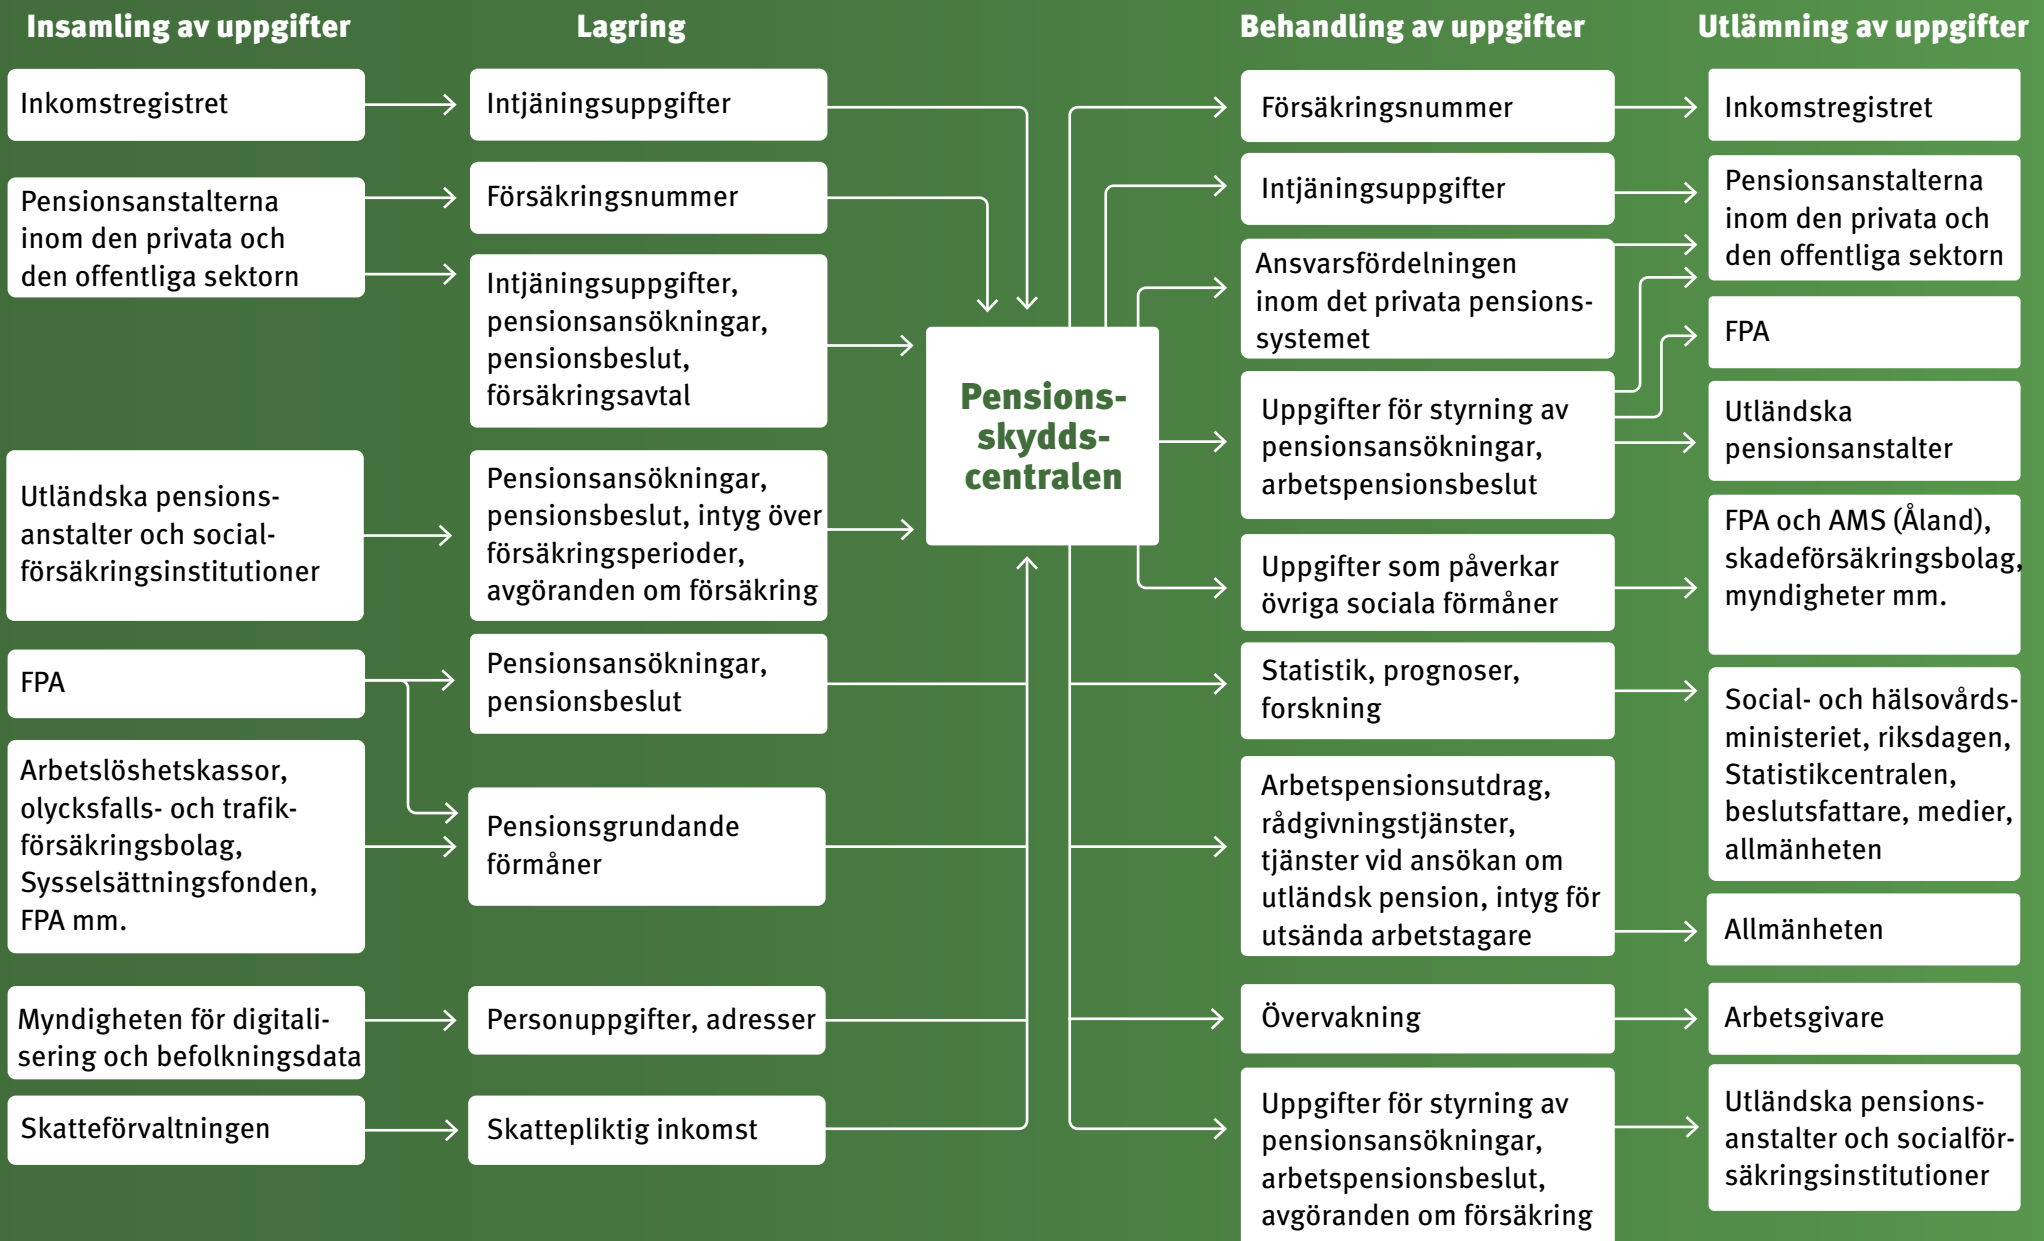 Insamling av uppgifter
Lagring
Behandling av uppgifter
Utlämning av uppgifter
Inkomstregistret
Pensionsanstalterna
inom den privata och
den offentliga sektorn
Utländska pensions-
anstalter och social-
försäkringsinstitutioner
FPA
Arbetslöshetskassor,
olycksfalls- och trafik-
försäkringsbolag,
Sysselsättningsfonden,
FPA mm.
Myndigheten för digitali-
sering och befolkningsdata
Skatteförvaltningen
Intjäningsuppgifter
Försäkringsnummer
Intjäningsuppgifter,
pensionsansökningar,
pensionsbeslut,
försäkringsavtal
Pensionsansökningar,
pensionsbeslut, intyg över
försäkringsperioder,
avgöranden om försäkring
Pensionsansökningar,
pensionsbeslut
Pensionsgrundande
förmåner
Personuppgifter, adresser
Skattepliktig inkomst
Pensions-
skydds-
centralen
Försäkringsnummer
Intjäningsuppgifter
Ansvarsfördelningen
inom det privata pensions-
systemet
Uppgifter för styrning av
pensionsansökningar,
arbetspensionsbeslut
Uppgifter som påverkar
övriga sociala förmåner
Statistik, prognoser,
forskning
Arbetspensionsutdrag,
rådgivningstjänster,
tjänster vid ansökan om
utländsk pension, intyg för
utsända arbetstagare
Övervakning
Uppgifter för styrning av
pensionsansökningar,
arbetspensionsbeslut,
avgöranden om försäkring
Inkomstregistret
Pensionsanstalterna
inom den privata och
den offentliga sektorn
FPA
Utländska
pensionsanstalter
FPA och AMS (Åland),
skadeförsäkringsbolag,
myndigheter mm.
Social- och hälsovårds-
ministeriet, riksdagen,
Statistikcentralen,
beslutsfattare, medier,
allmänheten
Allmänheten
Arbetsgivare
Utländska pensions-
anstalter och socialför-
säkringsinstitutioner